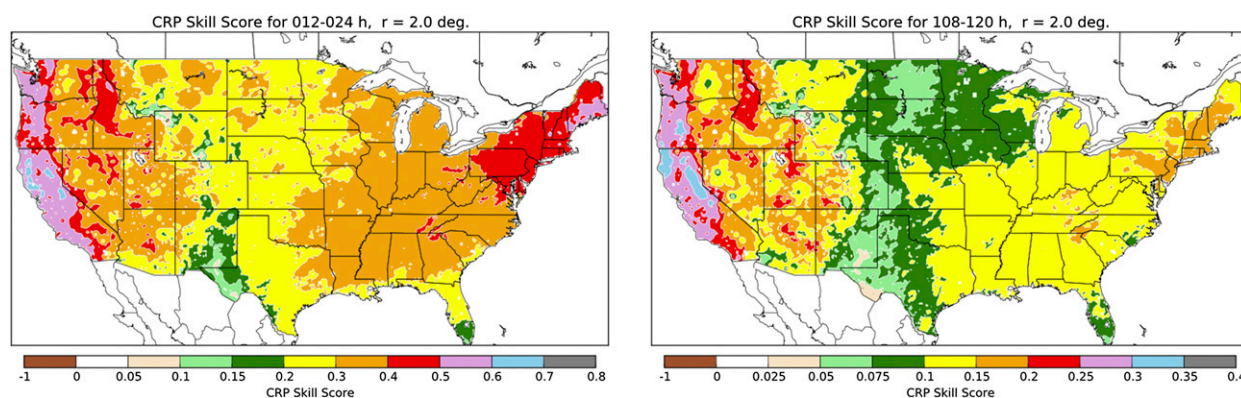 CRP Skill Score for 012-024 h, r = 2.0 deg.
-1 0 0.05 0.1 0.15 0.2 0.3 0.4 0.5 0.6 0.7 0.8
CRP Skill Score
CRP Skill Score for 108-120 h, r = 2.0 deg.
-1 0 0.025 0.05 0.075 0.1 0.15 0.2 0.25 0.3 0.35 0.4
CRP Skill Score